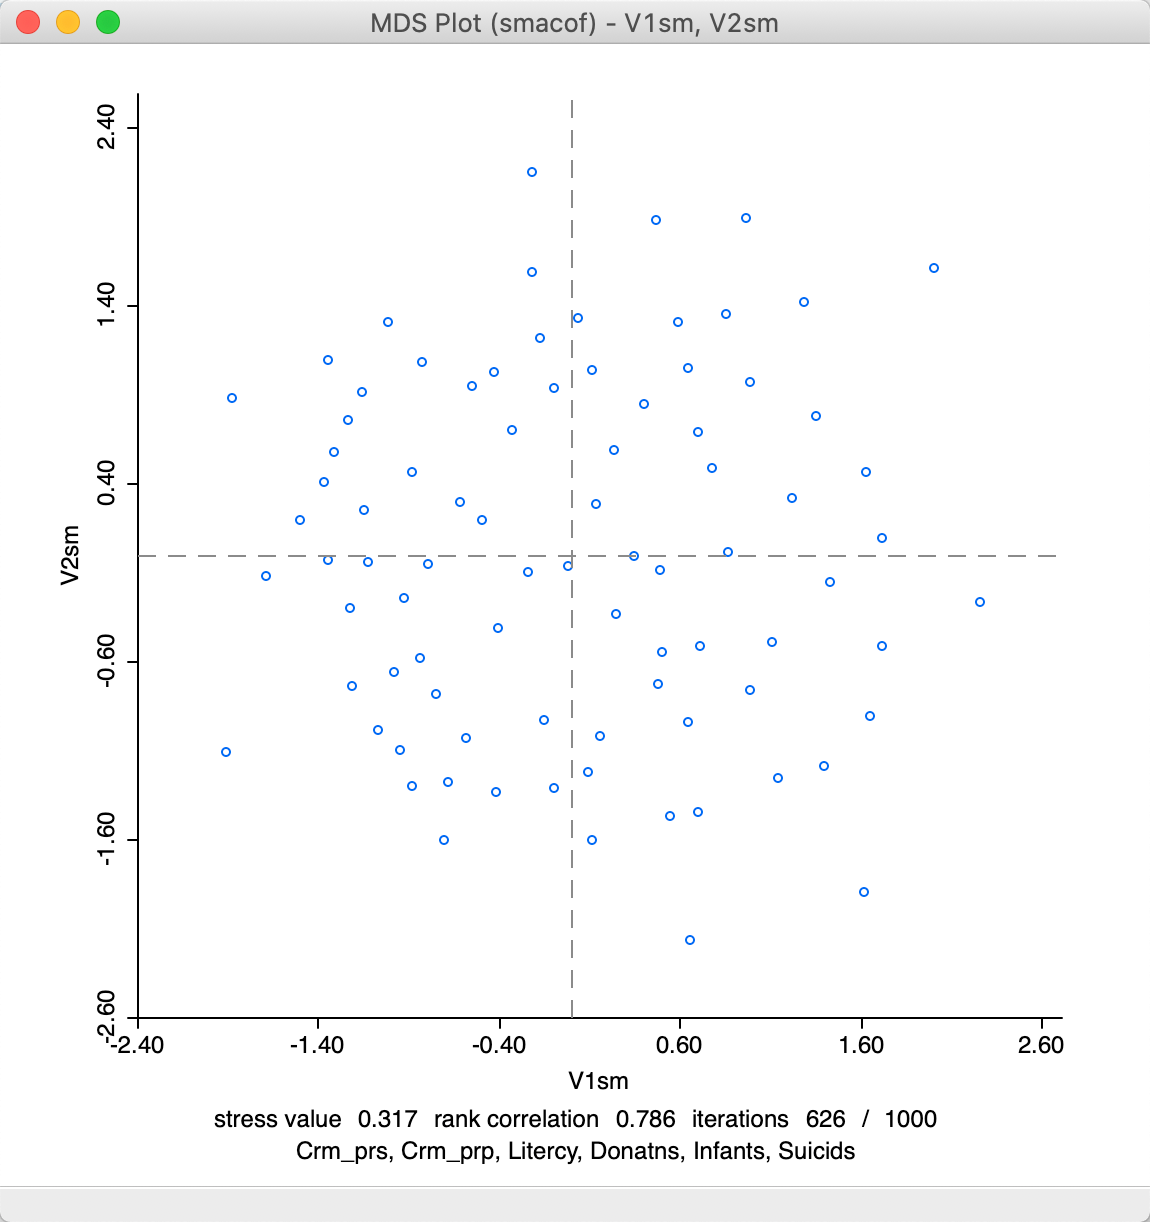 MDS Plot (smacof) - V1sm, V2sm
2.40
1.40
0.40
-0.60
-1.60
-2.60
V2sm
-2.40 -1.40 -0.40 0.60 1.60 2.60
V1sm
stress value 0.317 rank correlation 0.786 iterations 626 / 1000
Crm_prs, Crm_prp, Litercy, Donatns, Infants, Suicids